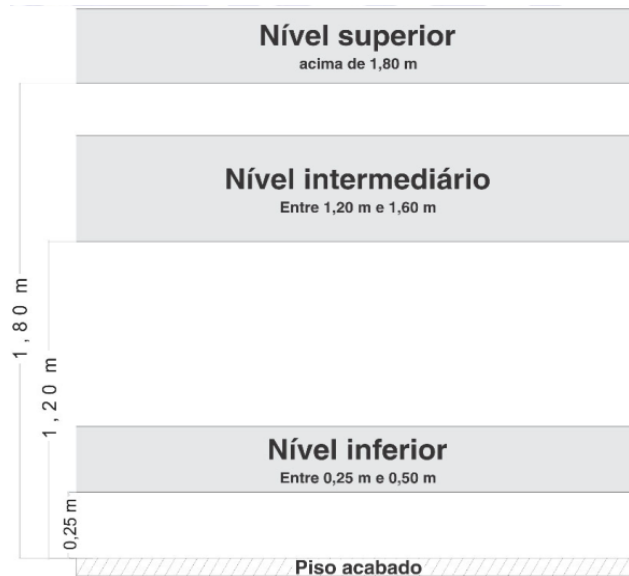 Nível superior
acima de 1,80 m
Nível intermediário
Entre 1,20 m e 1,60 m
1,80 m
1,20 m
Nível inferior
Entre 0,25 m e 0,50 m
0,25 m
Piso acabado